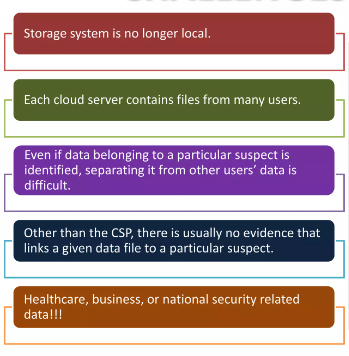 Storage system is no longer local.
Each cloud server contains files from many users.
Even if data belonging to a particular suspect is
identified, separating it from other users' data is
difficult.
Other than the CSP, there is usually no evidence that
links a given data file to a particular suspect.
Healthcare, business, or national security related
data!!!